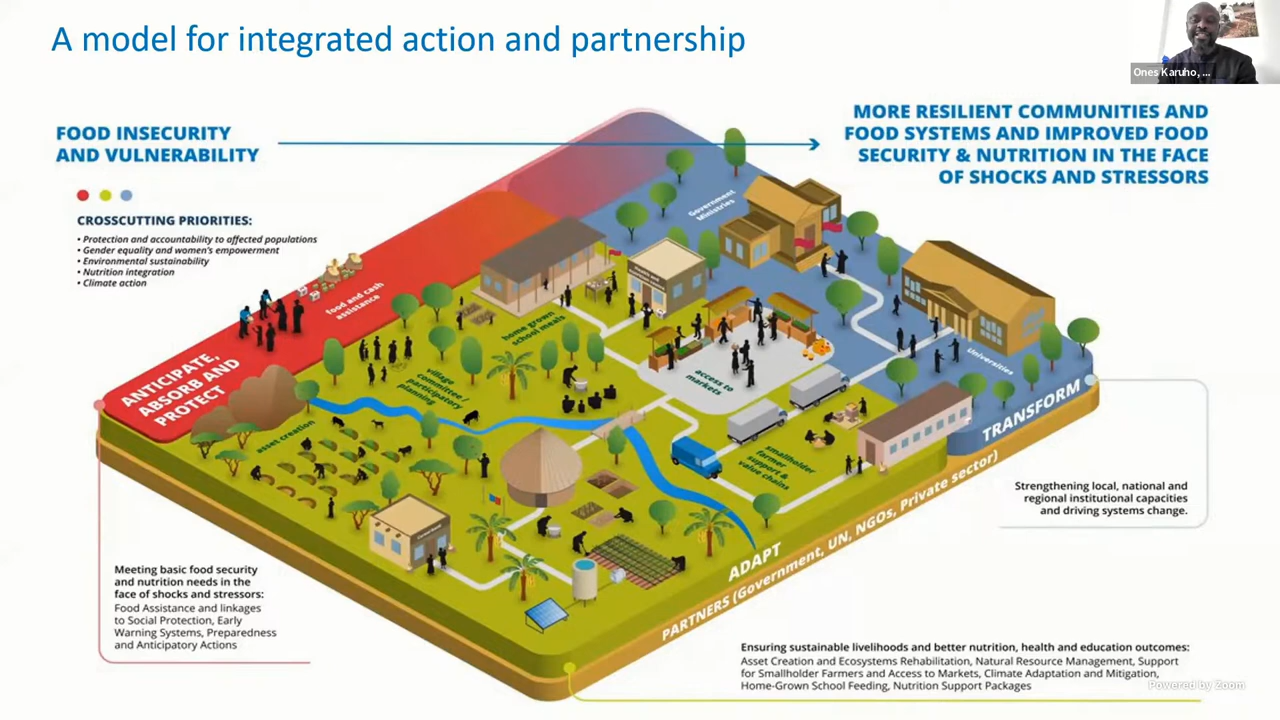 A model for integrated action and partnership
Ones Karuho, ...
FOOD INSECURITY
AND VULNERABILITY
MORE RESILIENT COMMUNITIES AND
FOOD SYSTEMS AND IMPROVED FOOD
SECURITY & NUTRITION IN THE FACE
OF SHOCKS AND STRESSORS
CROSSCUTTING PRIORITIES:
• Protection and accountability to affected populations
• Gender equality and women's empowerment
• Environmental sustainability
• Nutrition integration
• Climate action
Government
Ministries
food and cash
assistance
home grown
school meals
Universities
access to
markets
village
committee /
participatory
planning
ANTICIPATE,
ABSORB AND
PROTECT
asset creation
smallholder
farmer
support &
value chains
TRANSFORM
ADAPT
PARTNERS (Government, UN, NGOs, Private sector)
Strengthening local, national and
regional institutional capacities
and driving systems change.
Meeting basic food security
and nutrition needs in the
face of shocks and stressors:
Food Assistance and linkages
to Social Protection, Early
Warning Systems, Preparedness
and Anticipatory Actions
Ensuring sustainable livelihoods and better nutrition, health and education outcomes:
Asset Creation and Ecosystems Rehabilitation, Natural Resource Management, Support
for Smallholder Farmers and Access to Markets, Climate Adaptation and Mitigation,
Home-Grown School Feeding, Nutrition Support Packages
Powered by Zoom